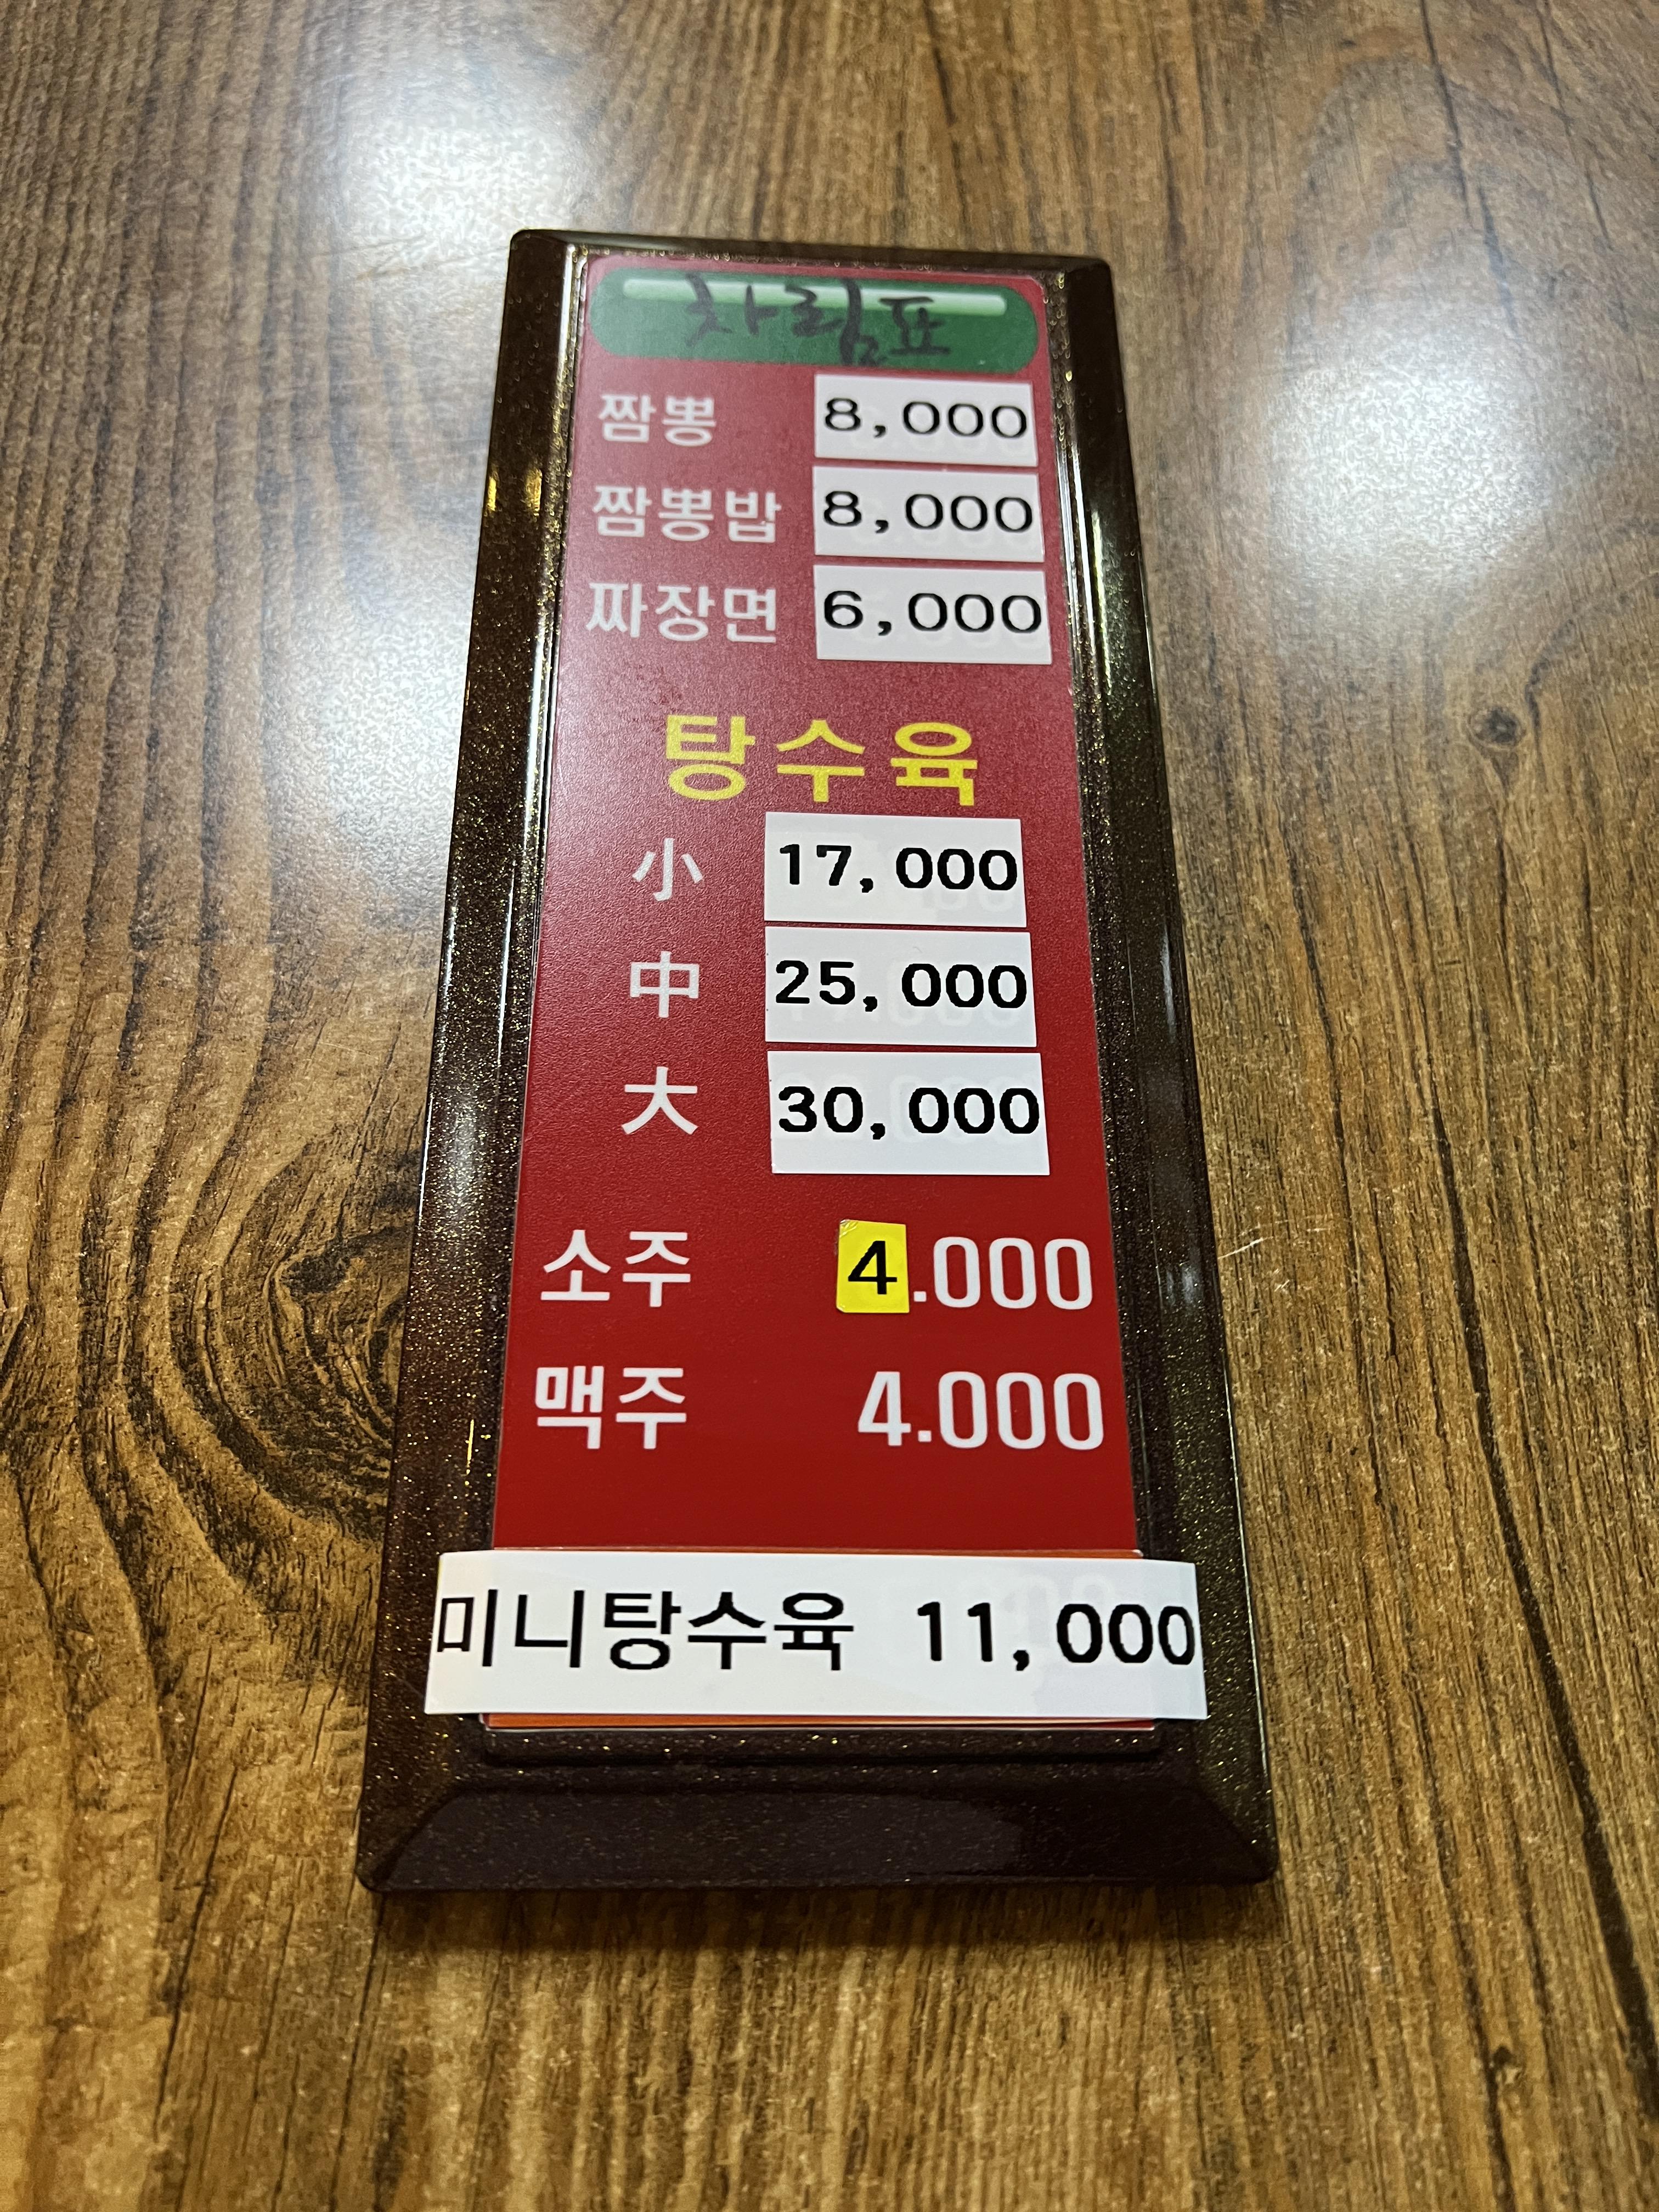 차림표
짬뽕 8,000
짬뽕밥 8,000
짜장면 6,000
탕수육
小 17,000
中 25,000
大 30,000
소주 4.000
맥주 4.000
미니탕수육 11,000